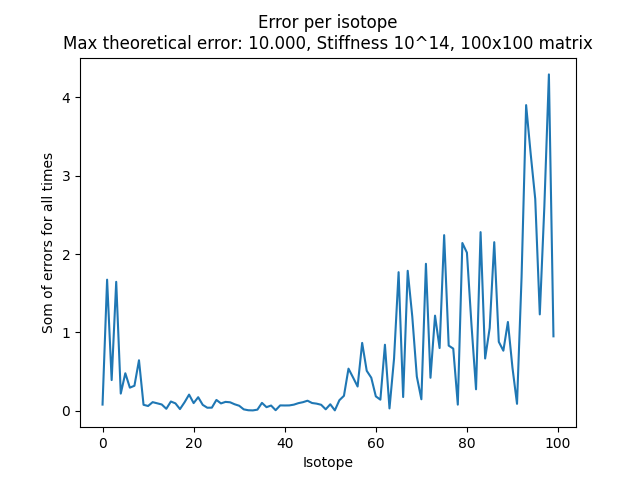 Error per isotope
Max theoretical error: 10.000, Stiffness 10^14, 100x100 matrix
4
3
2
1
0
Som of errors for all times
0 20 40 60 80 100
Isotope